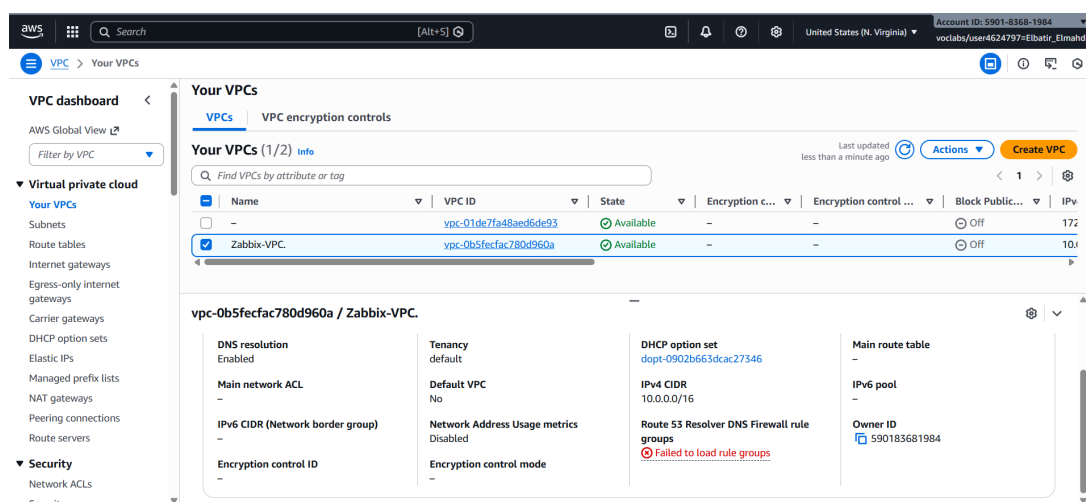 aws
Search
[Alt+S]
United States (N. Virginia)
Account ID: 5901-8368-1984
voclabs/user4624797=Elbatir_Elmahd
VPC > Your VPCs
VPC dashboard
AWS Global View
Filter by VPC
Virtual private cloud
Your VPCs
Subnets
Route tables
Internet gateways
Egress-only internet
gateways
Carrier gateways
DHCP option sets
Elastic IPs
Managed prefix lists
NAT gateways
Peering connections
Route servers
Security
Network ACLs
Your VPCs
VPCs VPC encryption controls
Your VPCs (1/2) Info
Last updated
less than a minute ago
Actions
Create VPC
Find VPCs by attribute or tag
1
Name VPC ID State Encryption c... Encryption control ... Block Public... IPv
– vpc-01de7fa48aed6de93 Available – – Off 172
Zabbix-VPC. vpc-0b5fecfac780d960a Available – – Off 10.
vpc-0b5fecfac780d960a / Zabbix-VPC.
DNS resolution
Enabled
Tenancy
default
DHCP option set
dopt-0902b663dcac27346
Main route table
–
Main network ACL
–
Default VPC
No
IPv4 CIDR
10.0.0.0/16
IPv6 pool
–
IPv6 CIDR (Network border group)
–
Network Address Usage metrics
Disabled
Route 53 Resolver DNS Firewall rule
groups
Failed to load rule groups
Owner ID
590183681984
Encryption control ID
–
Encryption control mode
–